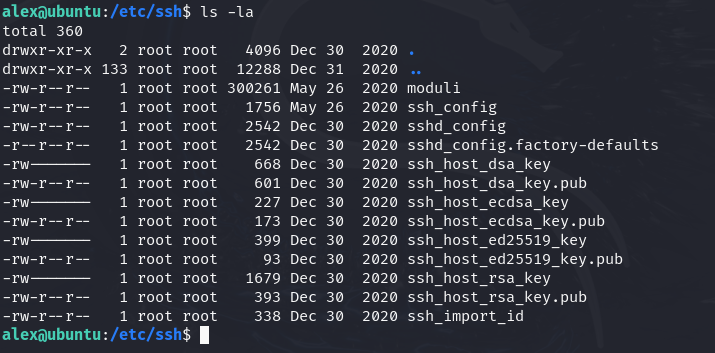 alex@ubuntu:/etc/ssh$ ls -la
total 360
drwxr-xr-x   2 root root   4096 Dec 30  2020 .
drwxr-xr-x 133 root root  12288 Dec 31  2020 ..
-rw-r--r--   1 root root 300261 May 26  2020 moduli
-rw-r--r--   1 root root   1756 May 26  2020 ssh_config
-rw-r--r--   1 root root   2542 Dec 30  2020 sshd_config
-r--r--r--   1 root root   2542 Dec 30  2020 sshd_config.factory-defaults
-rw-------   1 root root    668 Dec 30  2020 ssh_host_dsa_key
-rw-r--r--   1 root root    601 Dec 30  2020 ssh_host_dsa_key.pub
-rw-------   1 root root    227 Dec 30  2020 ssh_host_ecdsa_key
-rw-r--r--   1 root root    173 Dec 30  2020 ssh_host_ecdsa_key.pub
-rw-------   1 root root    399 Dec 30  2020 ssh_host_ed25519_key
-rw-r--r--   1 root root     93 Dec 30  2020 ssh_host_ed25519_key.pub
-rw-------   1 root root   1679 Dec 30  2020 ssh_host_rsa_key
-rw-r--r--   1 root root    393 Dec 30  2020 ssh_host_rsa_key.pub
-rw-r--r--   1 root root    338 Dec 30  2020 ssh_import_id
alex@ubuntu:/etc/ssh$